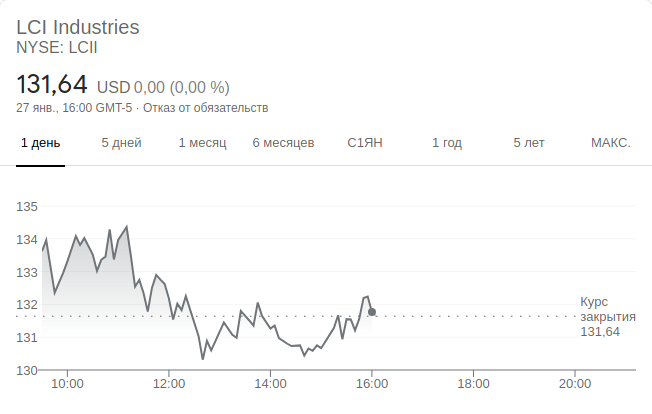 LCI Industries
NYSE: LCII
131,64 USD 0,00 (0,00 %)
27 янв., 16:00 GMT-5 · Отказ от обязательств
1 день 5 дней 1 месяц 6 месяцев С1ЯН 1 год 5 лет МАКС.
135
134
133
132
131
130
Курс
закрытия
131,64
10:00 12:00 14:00 16:00 18:00 20:00